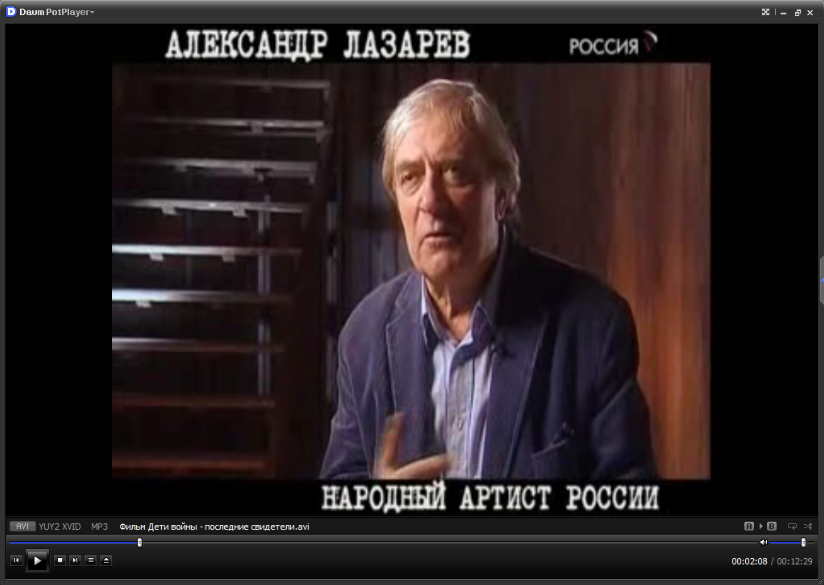 Daum PotPlayer
АЛЕКСАНДР ЛАЗАРЕВ
РОССИЯ
НАРОДНЫЙ АРТИСТ РОССИИ
AVI YUY2 XVID MP3 Фильм Дети войны - последние свидетели.avi
A B
00:02:08 / 00:12:29